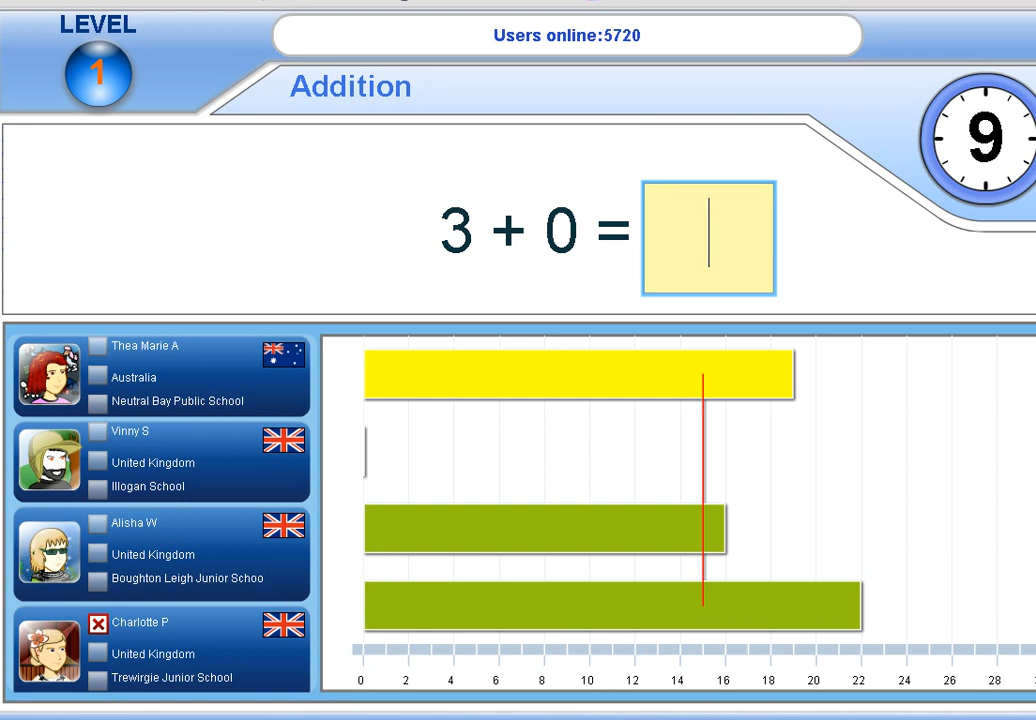 LEVEL
1
Users online:5720
Addition
9
3 + 0 =
Thea Marie A
Australia
Neutral Bay Public School
Vinny S
United Kingdom
Illogan School
Alisha W
United Kingdom
Boughton Leigh Junior Schoo
Charlotte P
United Kingdom
Trewirgie Junior School
0 2 4 6 8 10 12 14 16 18 20 22 24 26 28